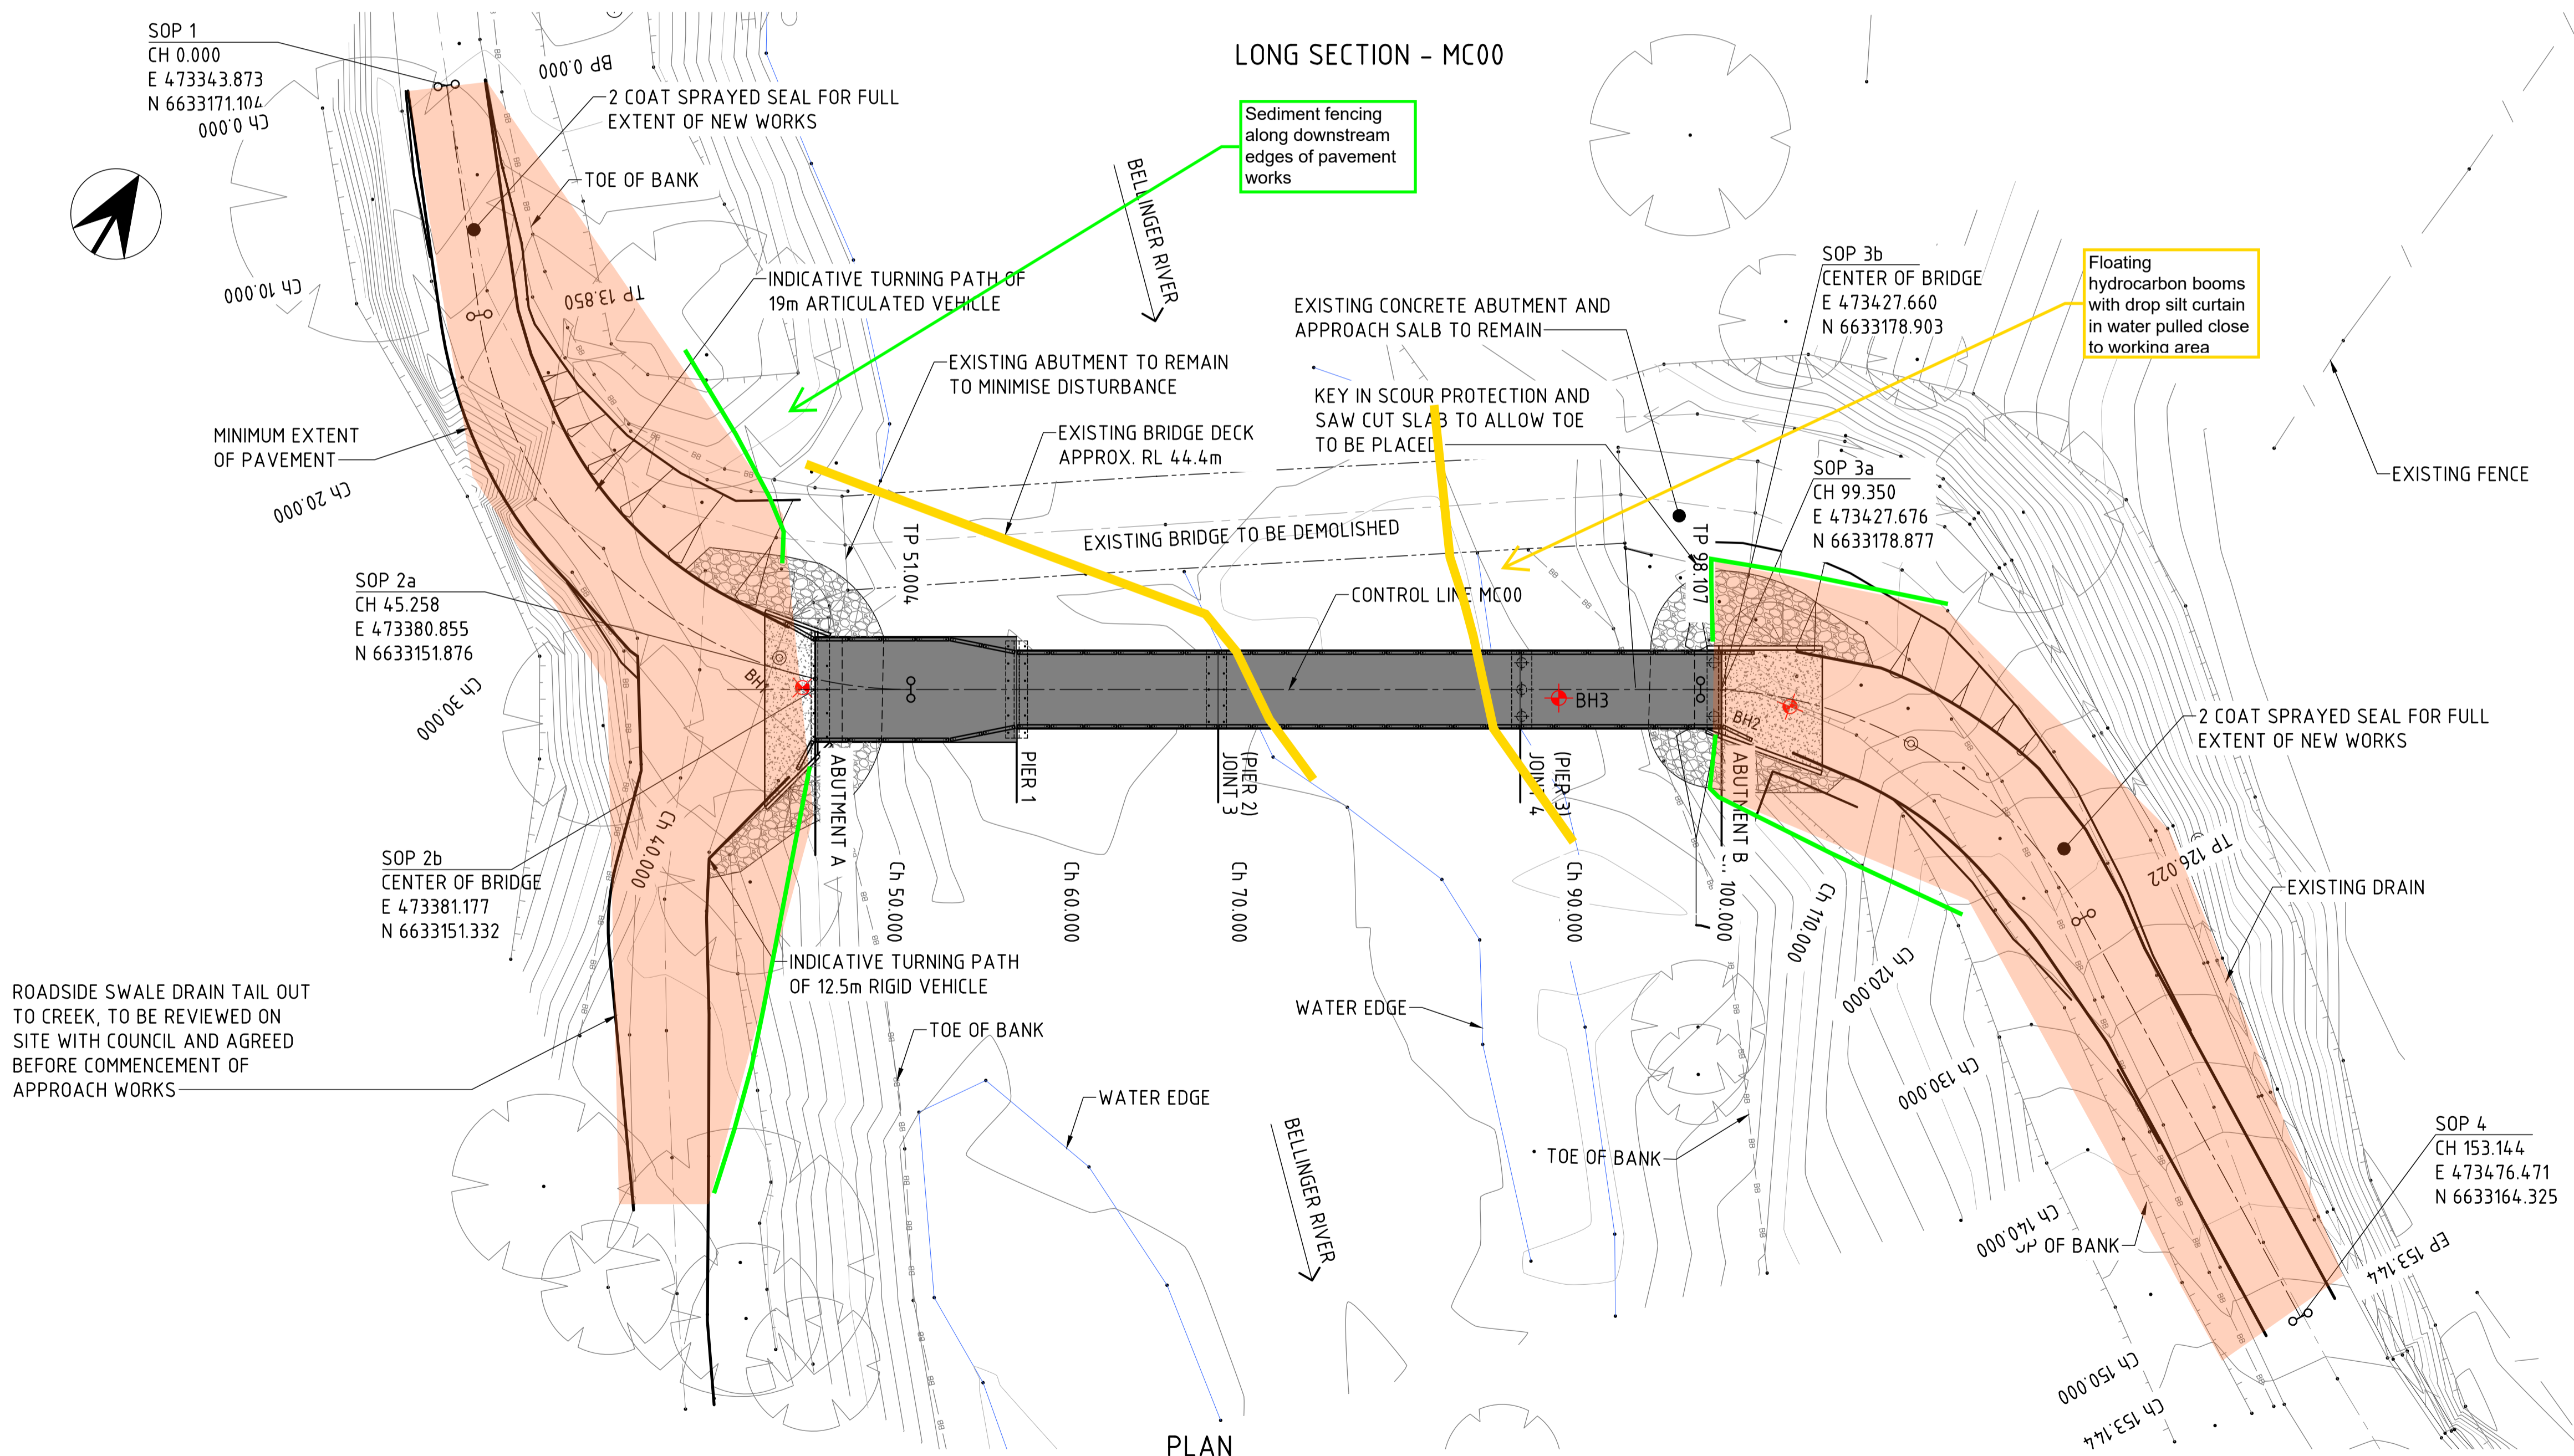 LONG SECTION - MC00
SOP 1
CH 0.000
E 473343.873
N 6633171.104
Ch 0.000
BP 0.000
2 COAT SPRAYED SEAL FOR FULL
EXTENT OF NEW WORKS
TOE OF BANK
Sediment fencing
along downstream
edges of pavement
works
BELLINGER RIVER
Ch 10.000
TP 13.850
INDICATIVE TURNING PATH OF
19m ARTICULATED VEHICLE
EXISTING ABUTMENT TO REMAIN
TO MINIMISE DISTURBANCE
EXISTING BRIDGE DECK
APPROX. RL 44.4m
EXISTING CONCRETE ABUTMENT AND
APPROACH SALB TO REMAIN
KEY IN SCOUR PROTECTION AND
SAW CUT SLAB TO ALLOW TOE
TO BE PLACED
SOP 3b
CENTER OF BRIDGE
E 473427.660
N 6633178.903
Floating
hydrocarbon booms
with drop silt curtain
in water pulled close
to working area
SOP 3a
CH 99.350
E 473427.676
N 6633178.877
EXISTING FENCE
MINIMUM EXTENT
OF PAVEMENT
Ch 20.000
EXISTING BRIDGE TO BE DEMOLISHED
TP 51.004
TP 98.107
CONTROL LINE MC00
SOP 2a
CH 45.258
E 473380.855
N 6633151.876
Ch 30.000
BH1
BH3
BH2
2 COAT SPRAYED SEAL FOR FULL
EXTENT OF NEW WORKS
ABUTMENT A
PIER 1
(PIER 2)
JOINT 3
(PIER 3)
JOINT 4
ABUTMENT B
SOP 2b
CENTER OF BRIDGE
E 473381.177
N 6633151.332
Ch 40.000
Ch 50.000
Ch 60.000
Ch 70.000
Ch 90.000
100.000
Ch 110.000
Ch 120.000
TP 126.022
EXISTING DRAIN
INDICATIVE TURNING PATH
OF 12.5m RIGID VEHICLE
ROADSIDE SWALE DRAIN TAIL OUT
TO CREEK, TO BE REVIEWED ON
SITE WITH COUNCIL AND AGREED
BEFORE COMMENCEMENT OF
APPROACH WORKS
TOE OF BANK
WATER EDGE
WATER EDGE
Ch 130.000
BELLINGER RIVER
TOE OF BANK
SOP 4
CH 153.144
E 473476.471
N 6633164.325
Ch 140.000
OF BANK
EP 153.144
Ch 150.000
Ch 153.144
PLAN